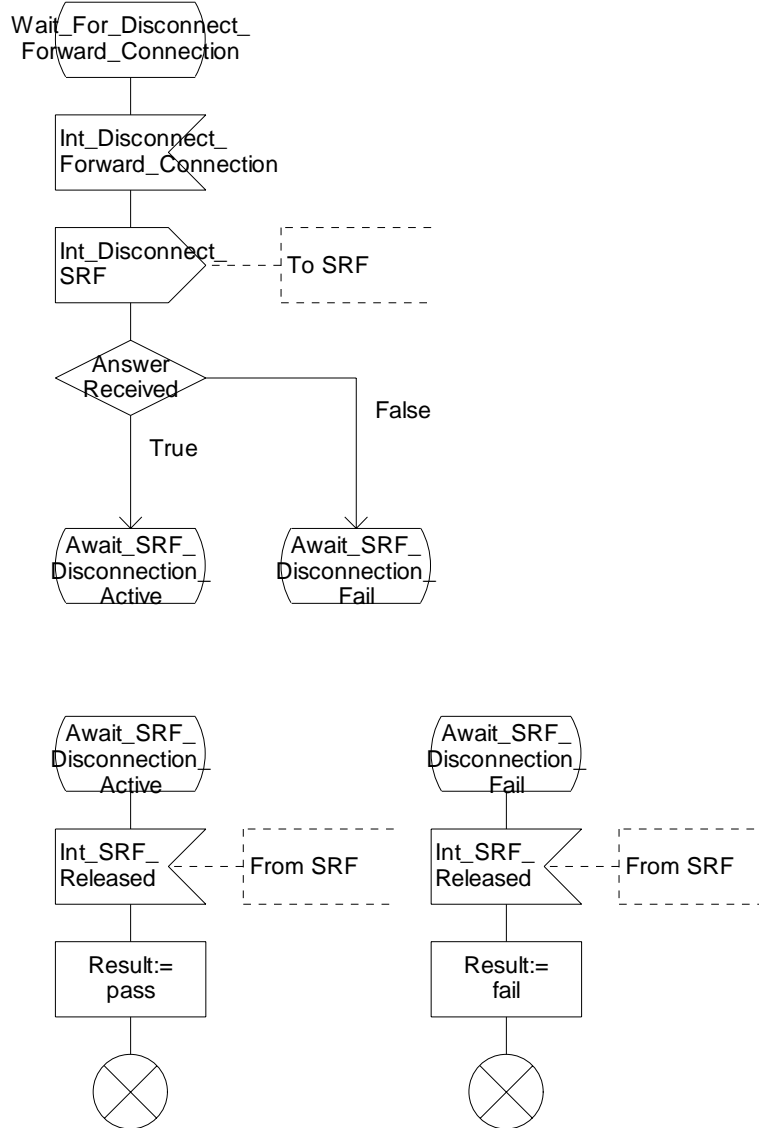 Wait_For_Disconnect_
Forward_Connection
Int_Disconnect_
Forward_Connection
Int_Disconnect_
SRF
To SRF
Answer
Received
False
True
Await_SRF_
Disconnection_
Active
Await_SRF_
Disconnection_
Fail
Await_SRF_
Disconnection_
Active
Await_SRF_
Disconnection_
Fail
Int_SRF_
Released
From SRF
Int_SRF_
Released
From SRF
Result:=
pass
Result:=
fail